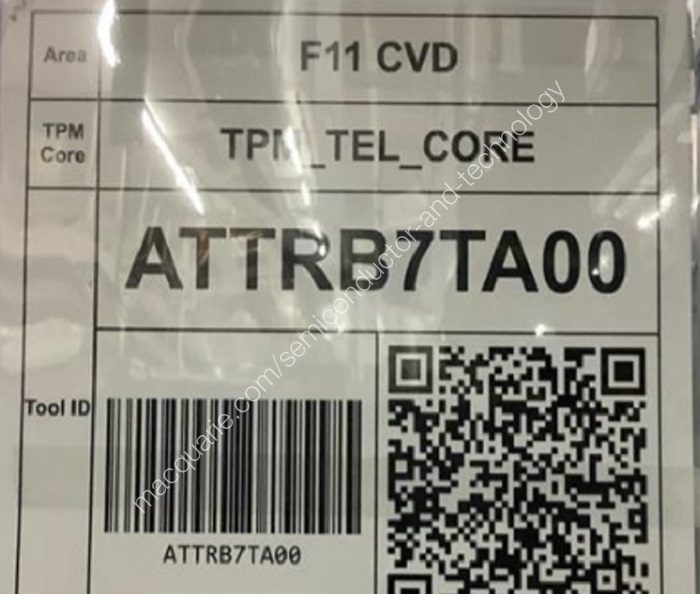 Area
F11 CVD
TPM
Core
TPM_TEL_CORE
ATTRB7TA00
Tool ID
ATTRB7TA00
macquarie.com/semiconductor-and-technology